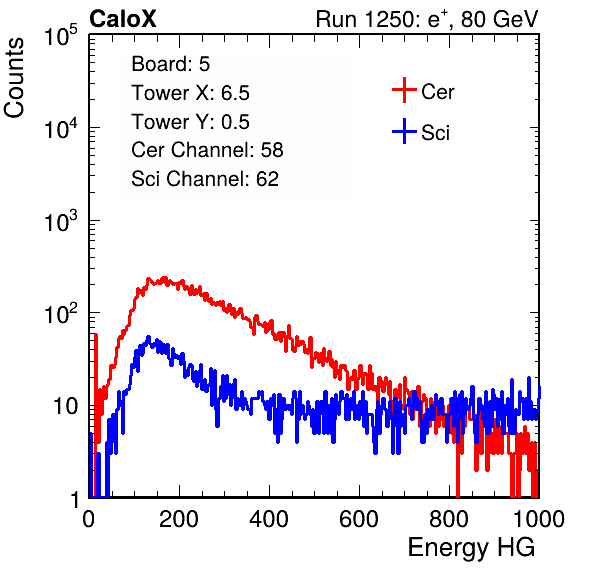 CaloX Run 1250: e⁺, 80 GeV
Board: 5
Tower X: 6.5
Tower Y: 0.5
Cer Channel: 58
Sci Channel: 62
Cer
Sci
Counts
10⁵
10⁴
10³
10²
10
1
0 200 400 600 800 1000
Energy HG